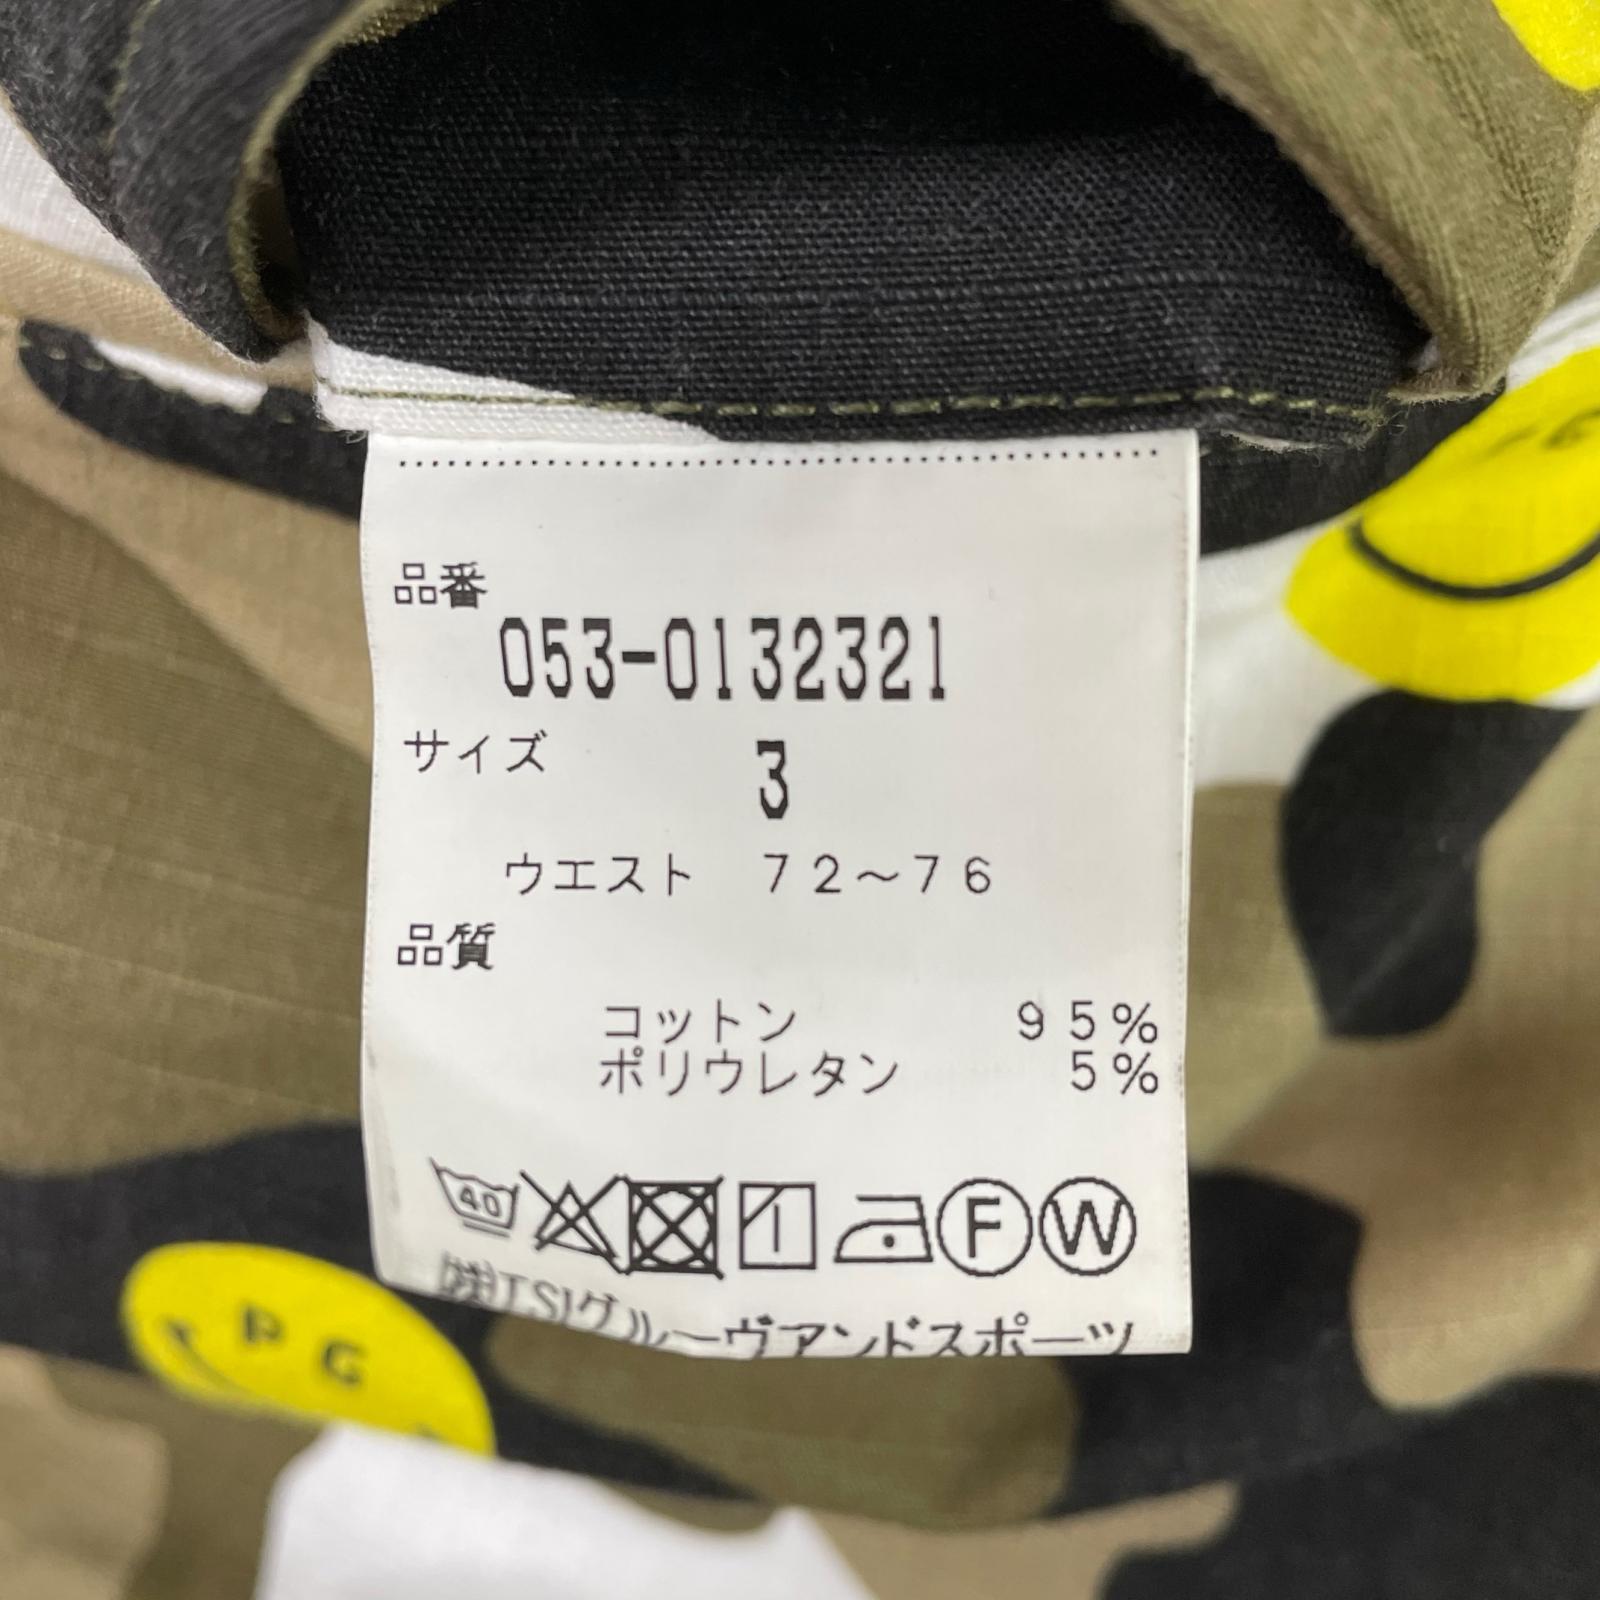 品番
053-0132321
サイズ 3
ウエスト 72～76
品質
コットン 95%
ポリウレタン 5%
40
F W
㈱TSIグルーヴアンドスポーツ
P G